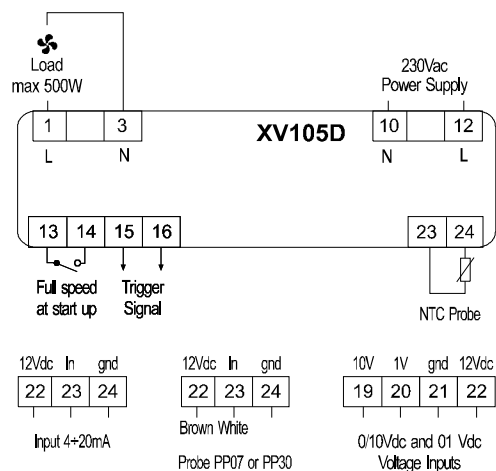 Load
max 500W
230Vac
Power Supply
1 3 XV105D 10 12
L N N L
13 14 15 16 23 24
Full speed
at start up
Trigger
Signal
NTC Probe
12Vdc In gnd
22 23 24
Input 4÷20mA
12Vdc In gnd
22 23 24
Brown White
Probe PP07 or PP30
10V 1V gnd 12Vdc
19 20 21 22
0/10Vdc and 01 Vdc
Voltage Inputs